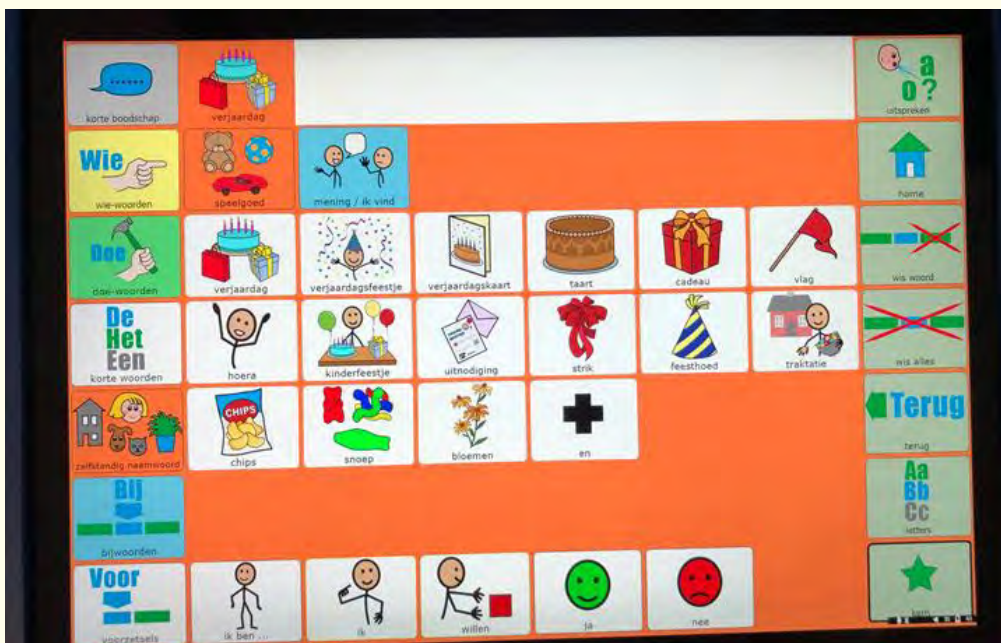 a
o?
korte boodschap
verjaardag
uitspreken
Wie
wie-woorden
speelgoed
mening / ik vind
home
Doe
doe-woorden
verjaardag
verjaardagsfeestje
verjaardagskaart
taart
cadeau
vlag
wis woord
De
Het
Een
korte woorden
hoera
kinderfeestje
uitnodiging
strik
feesthoed
traktatie
wis alles
zelfstandig naamwoord
CHIPS
chips
snoep
bloemen
en
Terug
terug
Bij
bijwoorden
Aa
Bb
Cc
letters
Voor
voorzetsels
ik ben ...
ik
willen
ja
nee
kern